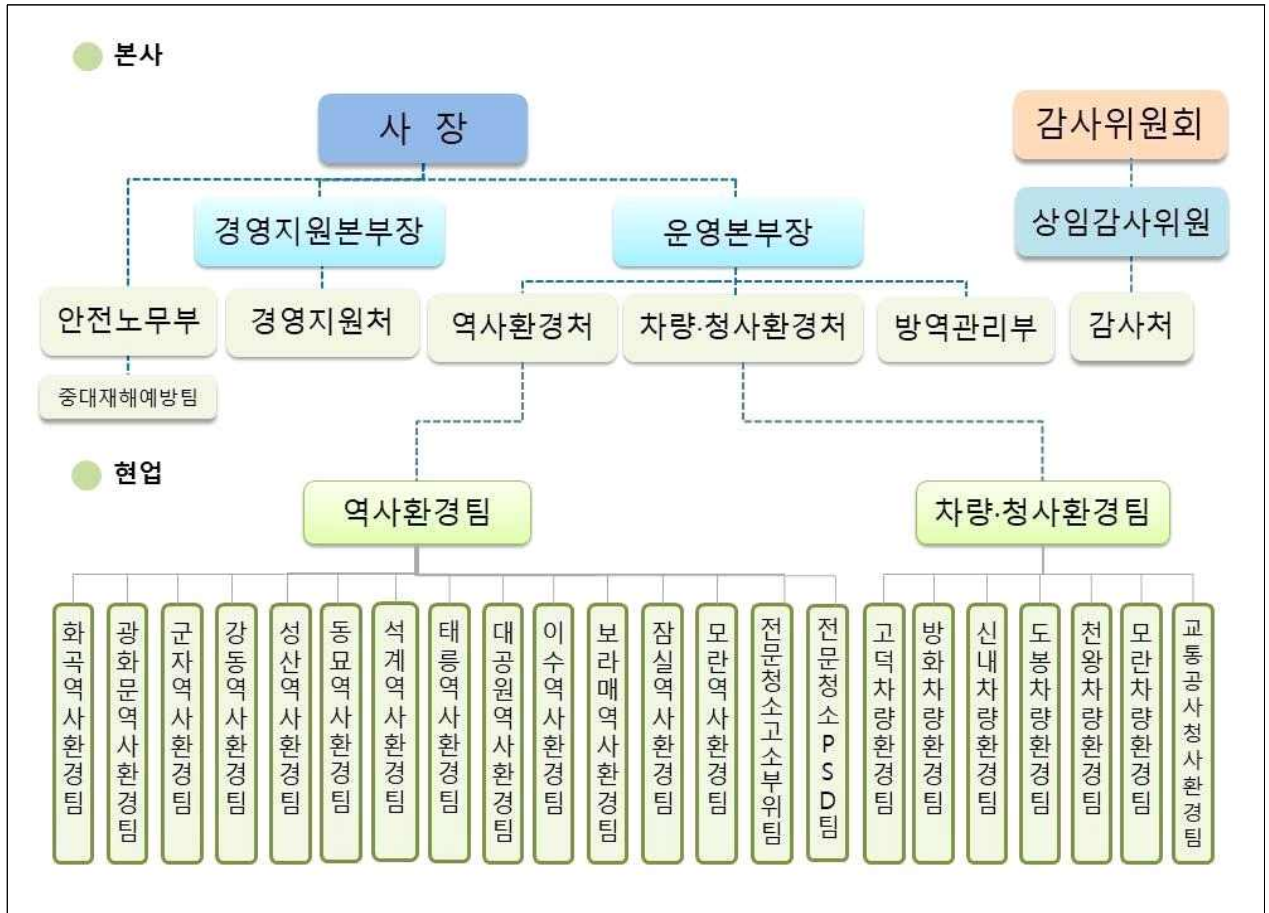 본사
사 장
감사위원회
경영지원본부장
운영본부장
상임감사위원
안전노무부
경영지원처
역사환경처
차량·청사환경처
방역관리부
감사처
중대재해예방팀
현업
역사환경팀
차량·청사환경팀
화곡역사환경팀
광화문역사환경팀
군자역사환경팀
강동역사환경팀
성산역사환경팀
동묘역사환경팀
석계역사환경팀
태릉역사환경팀
대공원역사환경팀
이수역사환경팀
보라매역사환경팀
잠실역사환경팀
모란역사환경팀
전문청소고소부위팀
전문청소PSD팀
고덕차량환경팀
방화차량환경팀
신내차량환경팀
도봉차량환경팀
천왕차량환경팀
모란차량환경팀
교통공사청사환경팀